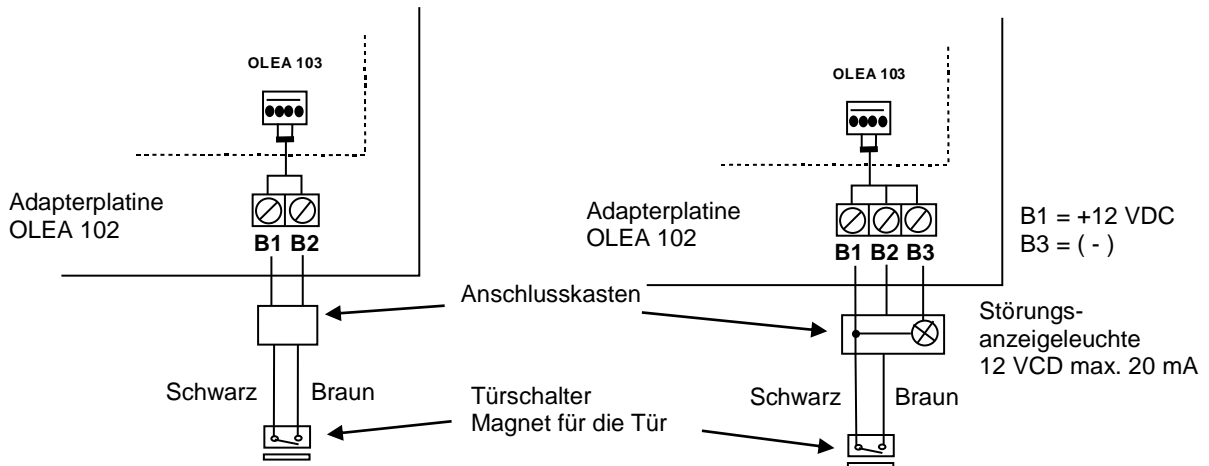 OLEA 103
Adapterplatine
OLEA 102
B1 B2
Schwarz
Braun
Anschlusskasten
Türschalter
Magnet für die Tür
OLEA 103
Adapterplatine
OLEA 102
B1 B2 B3
B1 = +12 VDC
B3 = ( - )
Störungs-
anzeigeleuchte
12 VCD max. 20 mA
Schwarz
Braun